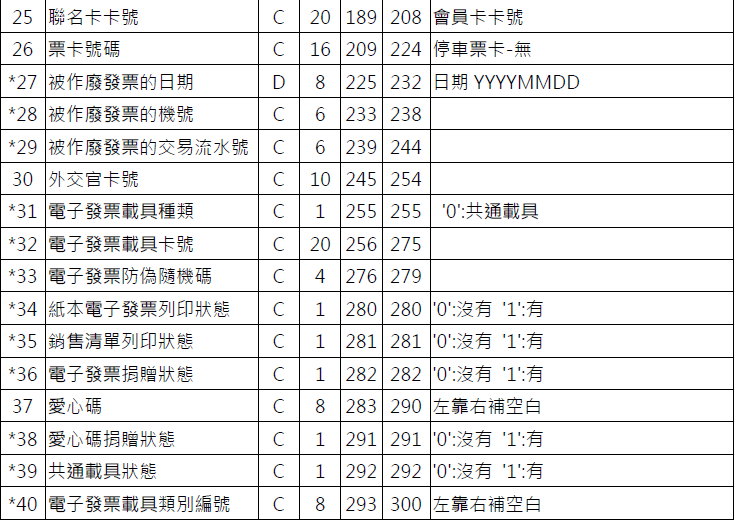 25 聯名卡卡號 C 20 189 208 會員卡卡號
26 票卡號碼 C 16 209 224 停車票卡-無
*27 被作廢發票的日期 D 8 225 232 日期 YYYYMMDD
*28 被作廢發票的機號 C 6 233 238
*29 被作廢發票的交易流水號 C 6 239 244
30 外交官卡號 C 10 245 254
*31 電子發票載具種類 C 1 255 255 '0':共通載具
*32 電子發票載具卡號 C 20 256 275
*33 電子發票防偽隨機碼 C 4 276 279
*34 紙本電子發票列印狀態 C 1 280 280 '0':沒有 '1':有
*35 銷售清單列印狀態 C 1 281 281 '0':沒有 '1':有
*36 電子發票捐贈狀態 C 1 282 282 '0':沒有 '1':有
37 愛心碼 C 8 283 290 左靠右補空白
*38 愛心碼捐贈狀態 C 1 291 291 '0':沒有 '1':有
*39 共通載具狀態 C 1 292 292 '0':沒有 '1':有
*40 電子發票載具類別編號 C 8 293 300 左靠右補空白